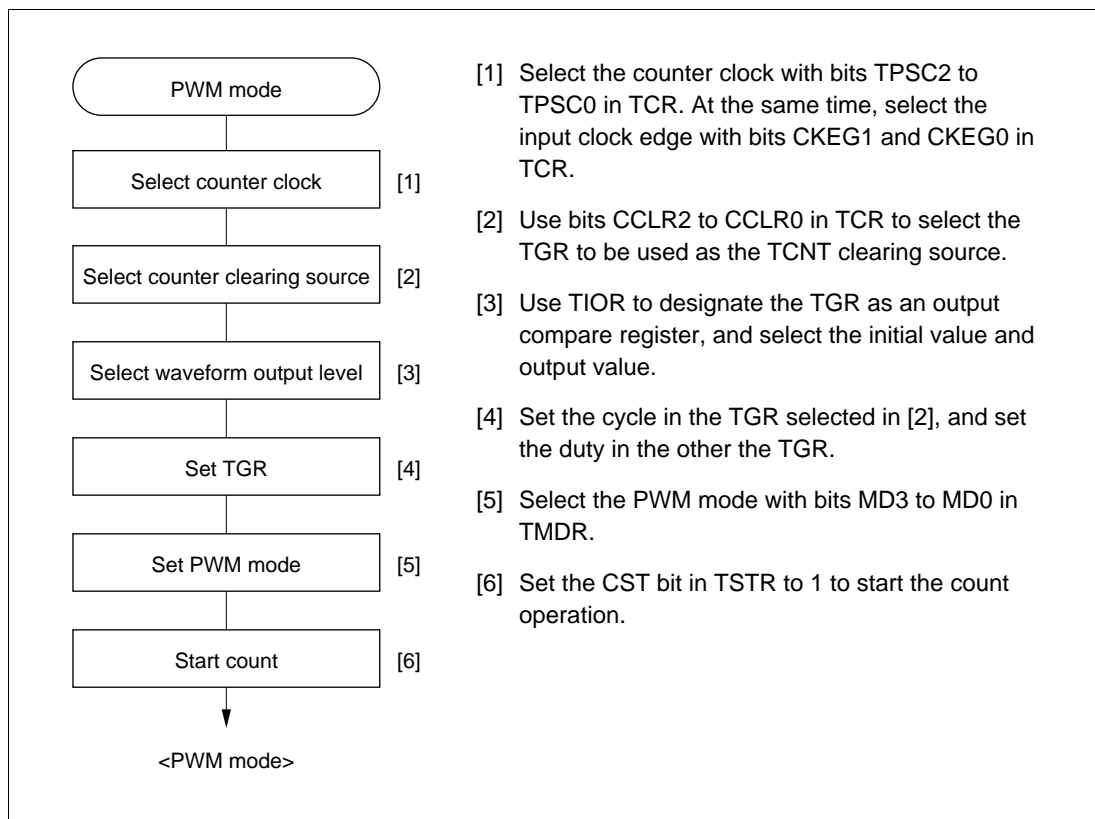 PWM mode
Select counter clock [1]
Select counter clearing source [2]
Select waveform output level [3]
Set TGR [4]
Set PWM mode [5]
Start count [6]
<PWM mode>
[1] Select the counter clock with bits TPSC2 to
TPSC0 in TCR. At the same time, select the
input clock edge with bits CKEG1 and CKEG0 in
TCR.
[2] Use bits CCLR2 to CCLR0 in TCR to select the
TGR to be used as the TCNT clearing source.
[3] Use TIOR to designate the TGR as an output
compare register, and select the initial value and
output value.
[4] Set the cycle in the TGR selected in [2], and set
the duty in the other the TGR.
[5] Select the PWM mode with bits MD3 to MD0 in
TMDR.
[6] Set the CST bit in TSTR to 1 to start the count
operation.